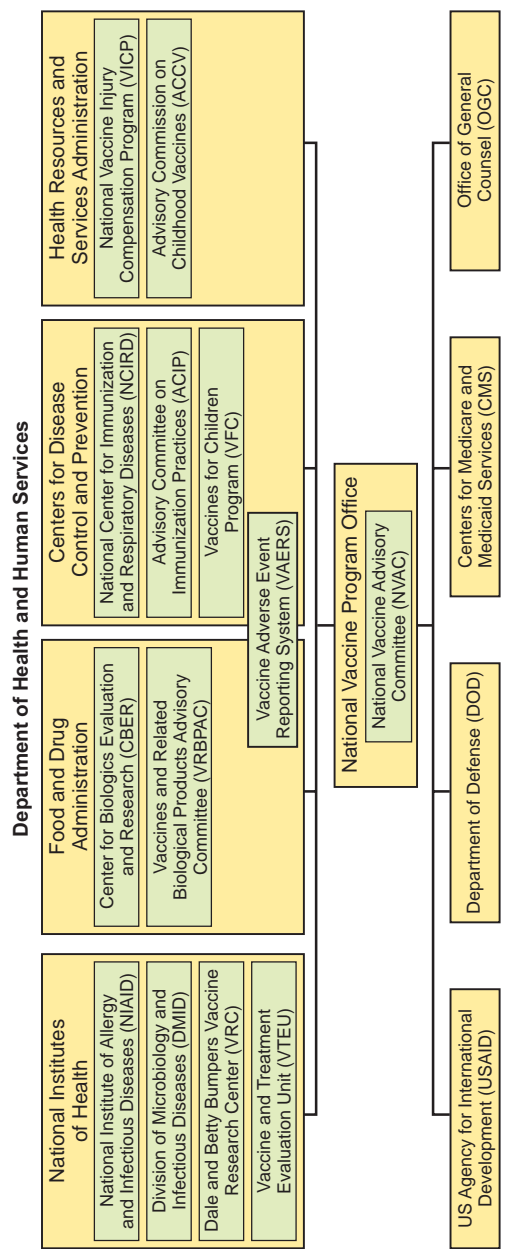 Department of Health and Human Services
National Institutes
of Health
National Institute of Allergy
and Infectious Diseases (NIAID)
Division of Microbiology and
Infectious Diseases (DMID)
Dale and Betty Bumpers Vaccine
Research Center (VRC)
Vaccine and Treatment
Evaluation Unit (VTEU)
Food and Drug
Administration
Center for Biologics Evaluation
and Research (CBER)
Vaccines and Related
Biological Products Advisory
Committee (VRBPAC)
Centers for Disease
Control and Prevention
National Center for Immunization
and Respiratory Diseases (NCIRD)
Advisory Committee on
Immunization Practices (ACIP)
Vaccines for Children
Program (VFC)
Vaccine Adverse Event
Reporting System (VAERS)
Health Resources and
Services Administration
National Vaccine Injury
Compensation Program (VICP)
Advisory Commission on
Childhood Vaccines (ACCV)
National Vaccine Program Office
National Vaccine Advisory
Committee (NVAC)
US Agency for International
Development (USAID)
Department of Defense (DOD)
Centers for Medicare and
Medicaid Services (CMS)
Office of General
Counsel (OGC)